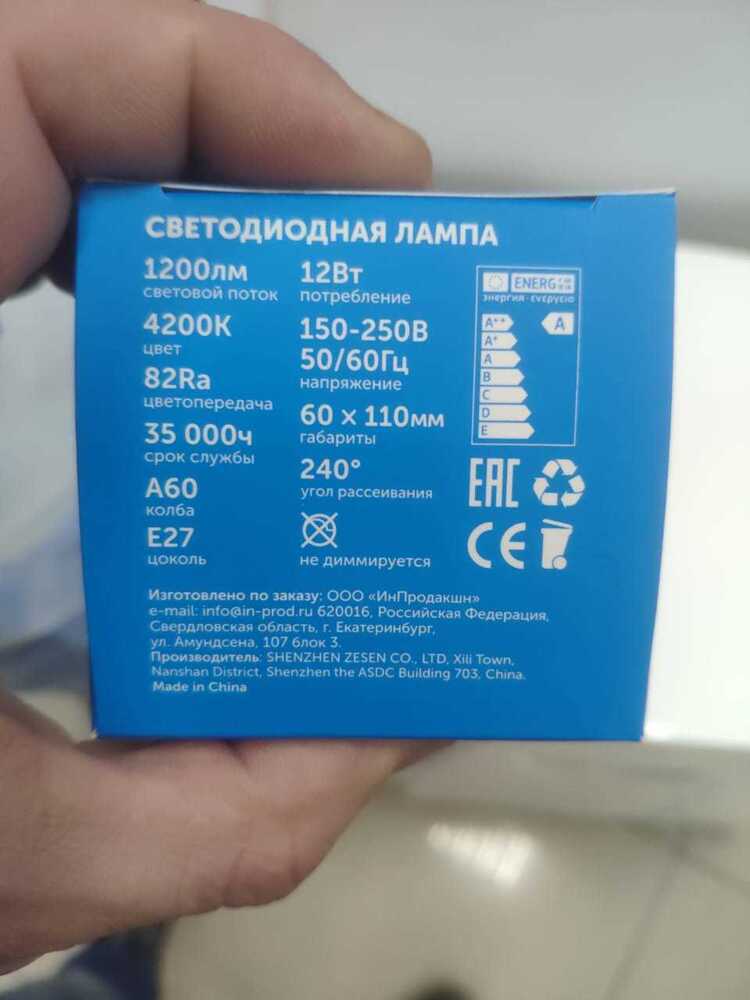 СВЕТОДИОДНАЯ ЛАМПА
1200лм
световой поток
4200К
цвет
82Ra
цветопередача
35 000ч
срок службы
A60
колба
E27
цоколь
12Вт
потребление
150-250В
50/60Гц
напряжение
60 x 110мм
габариты
240°
угол рассеивания
не диммируется
ENERG
энергия · ενεργεια
A++
A+
A
B
C
D
E
A
EAC
CE
Изготовлено по заказу: ООО «ИнПродакшн»
e-mail: info@in-prod.ru 620016, Российская Федерация,
Свердловская область, г. Екатеринбург,
ул. Амундсена, 107 блок 3.
Производитель: SHENZHEN ZESEN CO., LTD, Xili Town,
Nanshan District, Shenzhen the ASDC Building 703, China.
Made in China